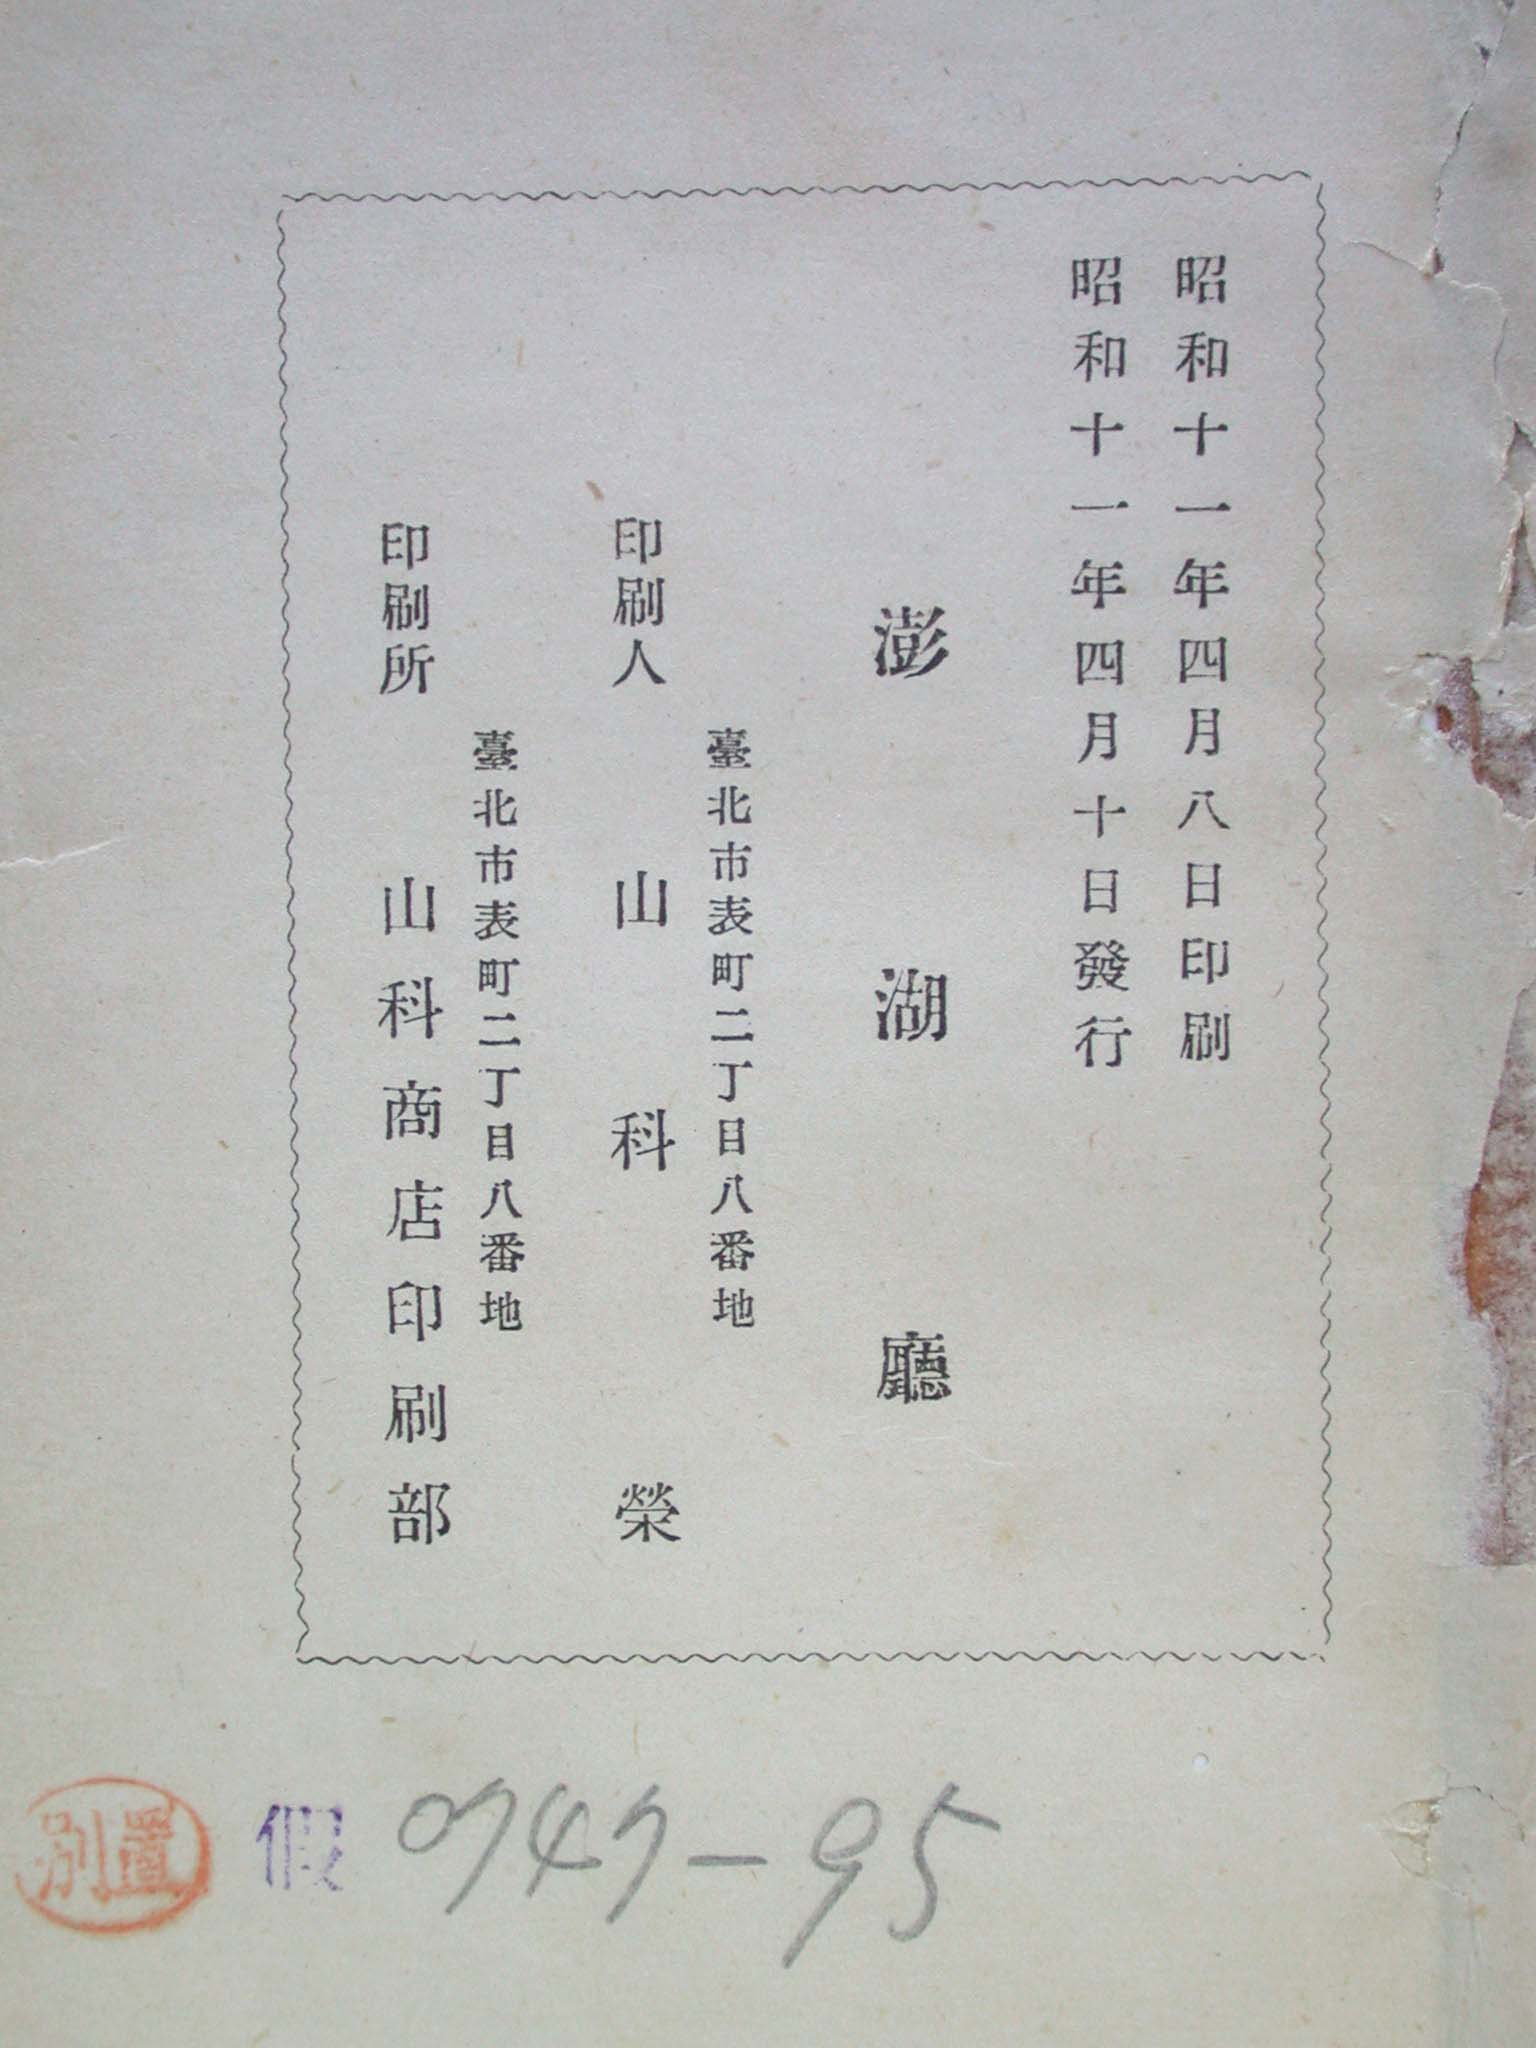 昭和十一年四月八日印刷
昭和十一年四月十日發行
澎湖廳
臺北市表町二丁目八番地
印刷人 山科榮
臺北市表町二丁目八番地
印刷所 山科商店印刷部
別置
假
0747-95